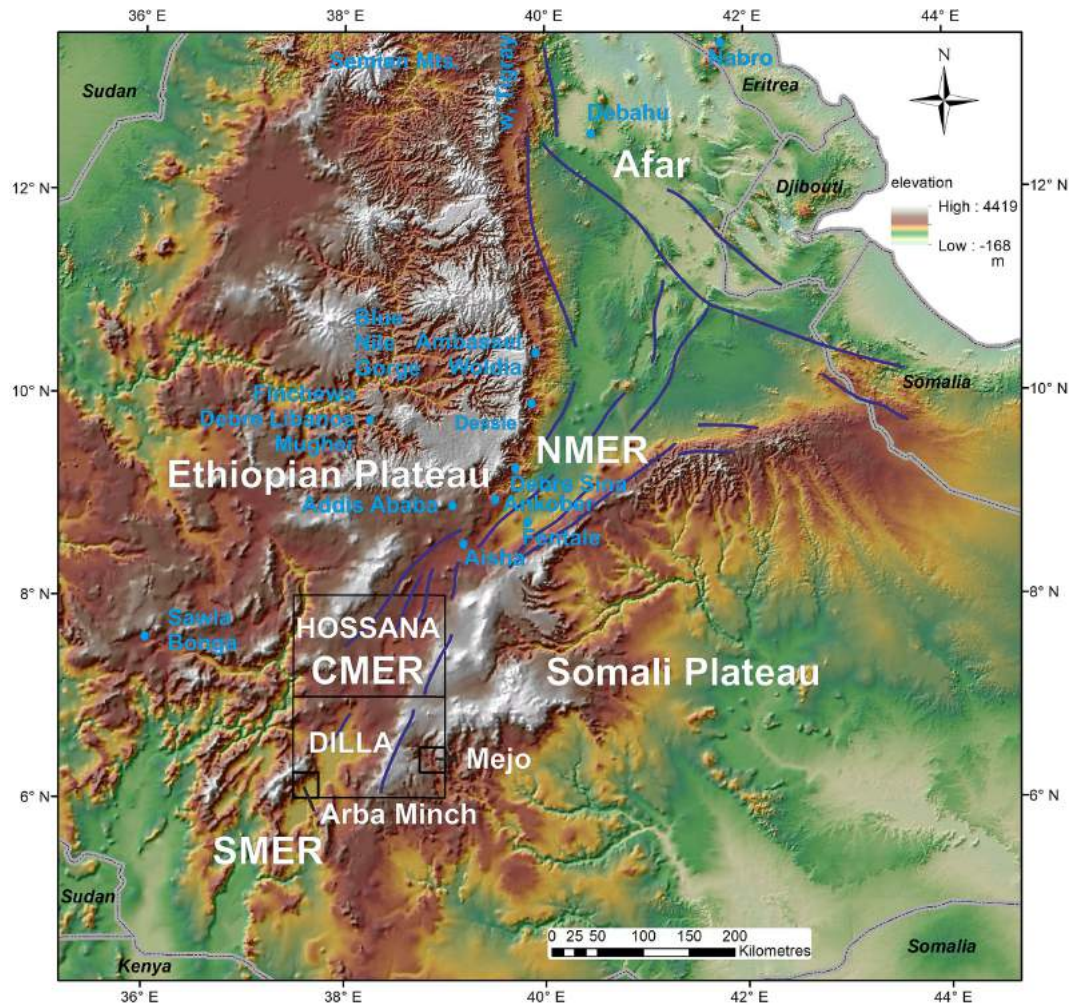 36° E
38° E
40° E
42° E
44° E
Nabro
N
Semien Mts.
w. Tigray
Sudan
Eritrea
Debahu
Afar
12° N
Djibouti
12° N
elevation
High : 4419
Low : -168
m
Blue
Nile
Gorge
Ambassel
Woldia
10° N
Finchewa
Debre Libanos
Mugher
Dessie
Somalia
10° N
NMER
Ethiopian Plateau
Debre Sina
Addis Ababa
Ankober
Fentale
Aisha
8° N
8° N
Sawla
Bonga
HOSSANA
CMER
Somali Plateau
DILLA
Mejo
6° N
6° N
Arba Minch
SMER
Sudan
0 25 50 100 150 200
Kilometres
Somalia
Kenya
36° E
38° E
40° E
42° E
44° E